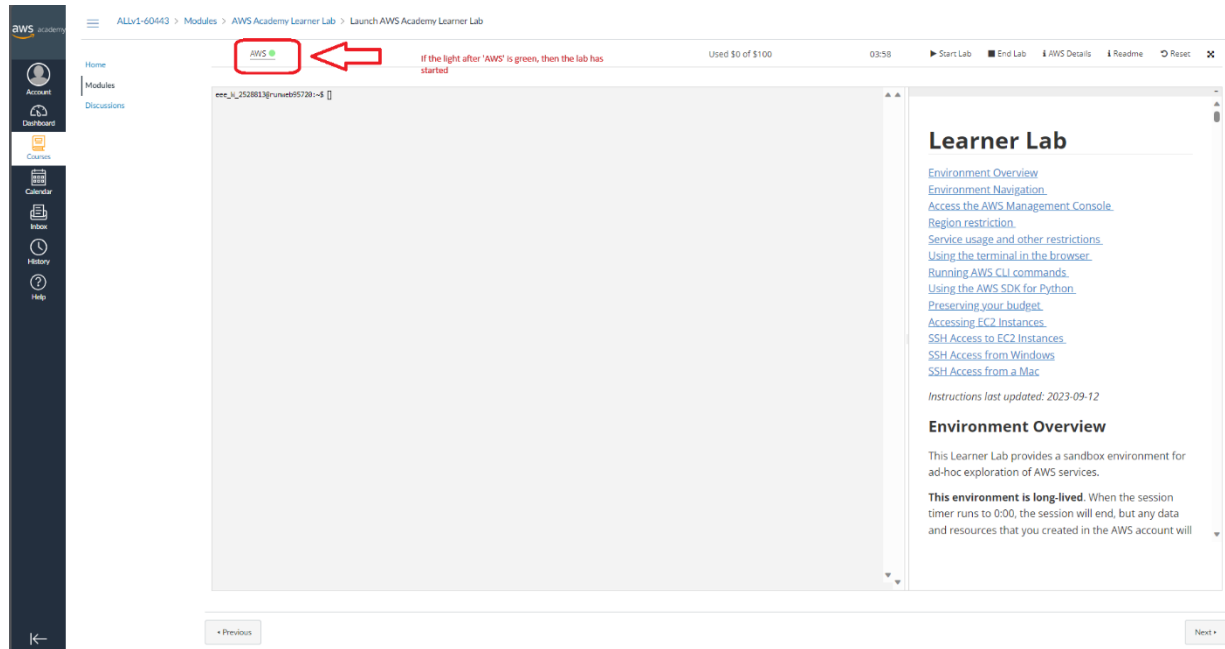 aws academy
ALLv1-60443 > Modules > AWS Academy Learner Lab > Launch AWS Academy Learner Lab
Account
Dashboard
Courses
Calendar
Inbox
History
Help
Home
Modules
Discussions
AWS
If the light after 'AWS' is green, then the lab has
started
Used $0 of $100
03:58
Start Lab
End Lab
AWS Details
Readme
Reset
eee_W_2528813@runweb95720:~$
Learner Lab
Environment Overview
Environment Navigation
Access the AWS Management Console
Region restriction
Service usage and other restrictions
Using the terminal in the browser
Running AWS CLI commands
Using the AWS SDK for Python
Preserving your budget
Accessing EC2 Instances
SSH Access to EC2 Instances
SSH Access from Windows
SSH Access from a Mac
Instructions last updated: 2023-09-12
Environment Overview
This Learner Lab provides a sandbox environment for
ad-hoc exploration of AWS services.
This environment is long-lived. When the session
timer runs to 0:00, the session will end, but any data
and resources that you created in the AWS account will
Previous
Next